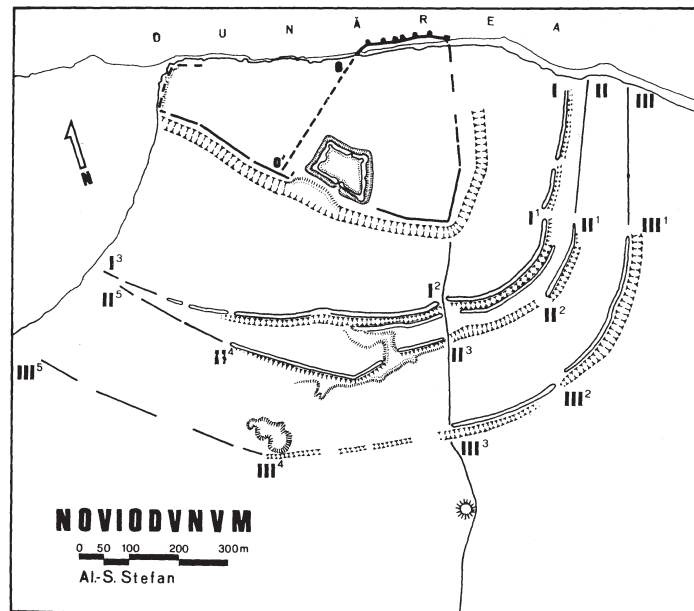 D U N Ă R E A
O
I II III
O'
N
I¹ II¹ III¹
I³
II⁵
I²
II²
II⁴ II³
III⁵
III²
III³
III⁴
NOVIODVNVM
0 50 100 200 300m
Al.-S. Stefan